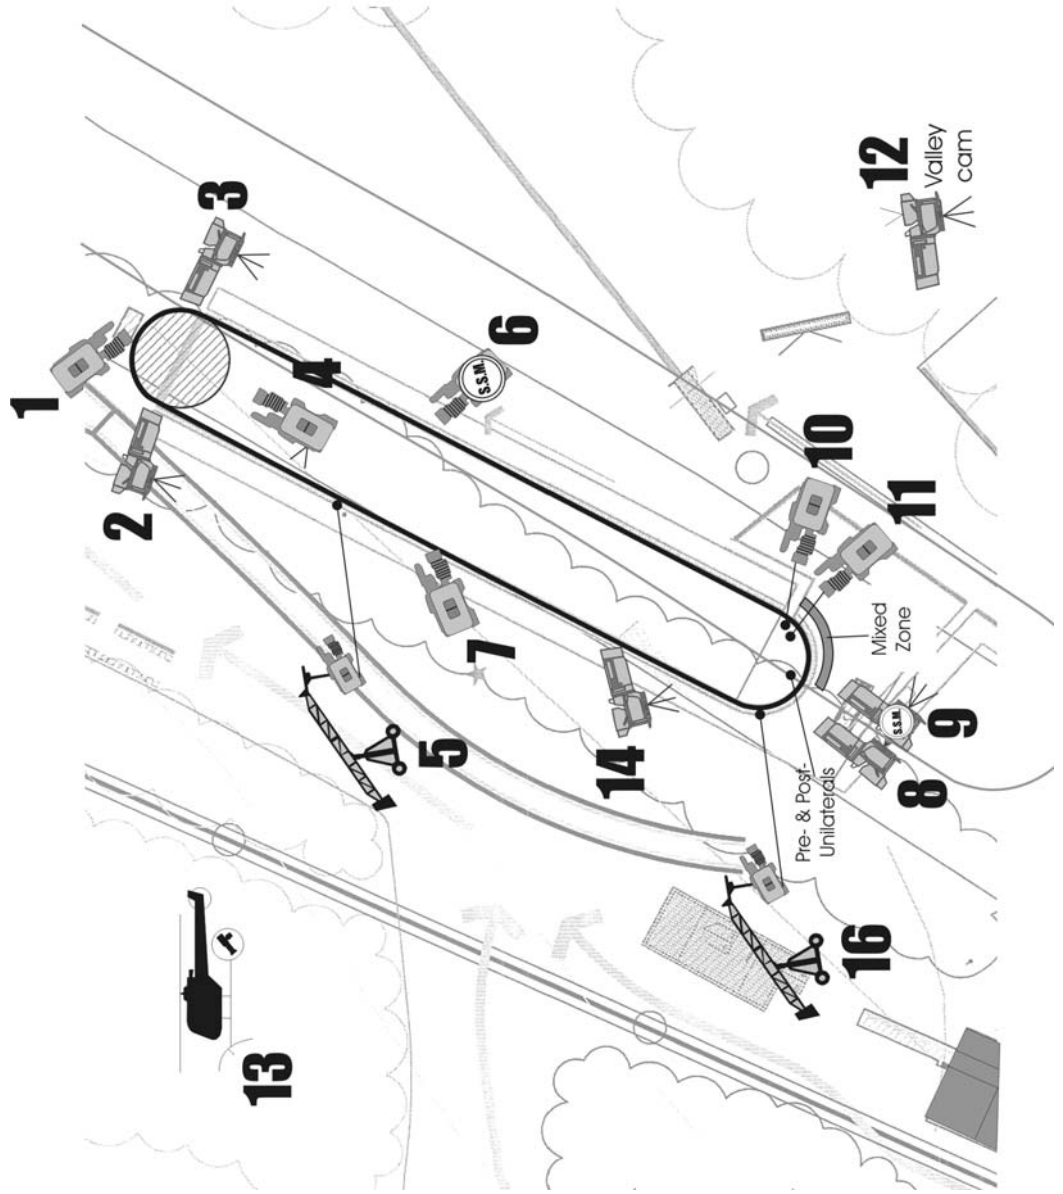 1
2
3
4
S.S.M.
6
12
Valley
cam
7
5
14
10
11
Mixed
Zone
S.S.M.
9
8
Pre- & Post-
Unilaterals
16
13